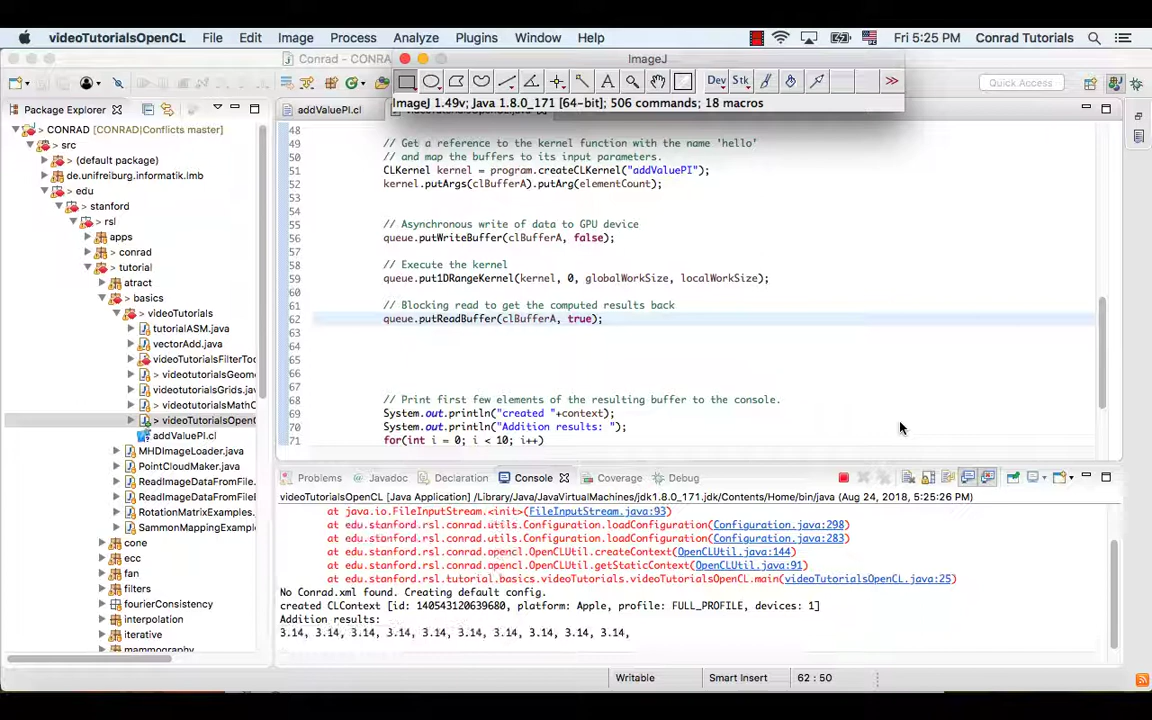 videoTutorialsOpenCL File Edit Image Process Analyze Plugins Window Help Fri 5:25 PM Conrad Tutorials
Conrad - CONRA
ImageJ
Dev Stk
Quick Access
ImageJ 1.49v; Java 1.8.0_171 [64-bit]; 506 commands; 18 macros
Package Explorer
addValuePI.cl
CONRAD [CONRAD|Conflicts master]
src
(default package)
de.unifreiburg.informatik.lmb
edu
stanford
rsl
apps
conrad
tutorial
atract
basics
videoTutorials
tutorialASM.java
vectorAdd.java
videoTutorialsFilterToo
> videotutorialsGeome
videotutorialsGrids.jav
> videotutorialsMathC
> videoTutorialsOpenC
addValuePi.cl
MHDImageLoader.java
PointCloudMaker.java
ReadImageDataFromFile.
ReadImageDataFromFileE
RotationMatrixExamples.
SammonMappingExample
cone
ecc
fan
filters
fourierConsistency
interpolation
iterative
mammography
48
49 // Get a reference to the kernel function with the name 'hello'
50 // and map the buffers to its input parameters.
51 CLKernel kernel = program.createCLKernel("addValuePI");
52 kernel.putArgs(clBufferA).putArg(elementCount);
53
54
55 // Asynchronous write of data to GPU device
56 queue.putWriteBuffer(clBufferA, false);
57
58 // Execute the kernel
59 queue.put1DRangeKernel(kernel, 0, globalWorkSize, localWorkSize);
60
61 // Blocking read to get the computed results back
62 queue.putReadBuffer(clBufferA, true);
63
64
65
66
67
68 // Print first few elements of the resulting buffer to the console.
69 System.out.println("created "+context);
70 System.out.println("Addition results: ");
71 for(int i = 0; i < 10; i++)
Problems Javadoc Declaration Console Coverage Debug
videoTutorialsOpenCL [Java Application] /Library/Java/JavaVirtualMachines/jdk1.8.0_171.jdk/Contents/Home/bin/java (Aug 24, 2018, 5:25:26 PM)
at java.io.FileInputStream.<init>(FileInputStream.java:93)
at edu.stanford.rsl.conrad.utils.Configuration.loadConfiguration(Configuration.java:298)
at edu.stanford.rsl.conrad.utils.Configuration.loadConfiguration(Configuration.java:283)
at edu.stanford.rsl.conrad.opencl.OpenCLUtil.createContext(OpenCLUtil.java:144)
at edu.stanford.rsl.conrad.opencl.OpenCLUtil.getStaticContext(OpenCLUtil.java:91)
at edu.stanford.rsl.tutorial.basics.videoTutorials.videoTutorialsOpenCL.main(videoTutorialsOpenCL.java:25)
No Conrad.xml found. Creating default config.
created CLContext [id: 140543120639680, platform: Apple, profile: FULL_PROFILE, devices: 1]
Addition results:
3.14, 3.14, 3.14, 3.14, 3.14, 3.14, 3.14, 3.14, 3.14, 3.14,
Writable Smart Insert 62 : 50